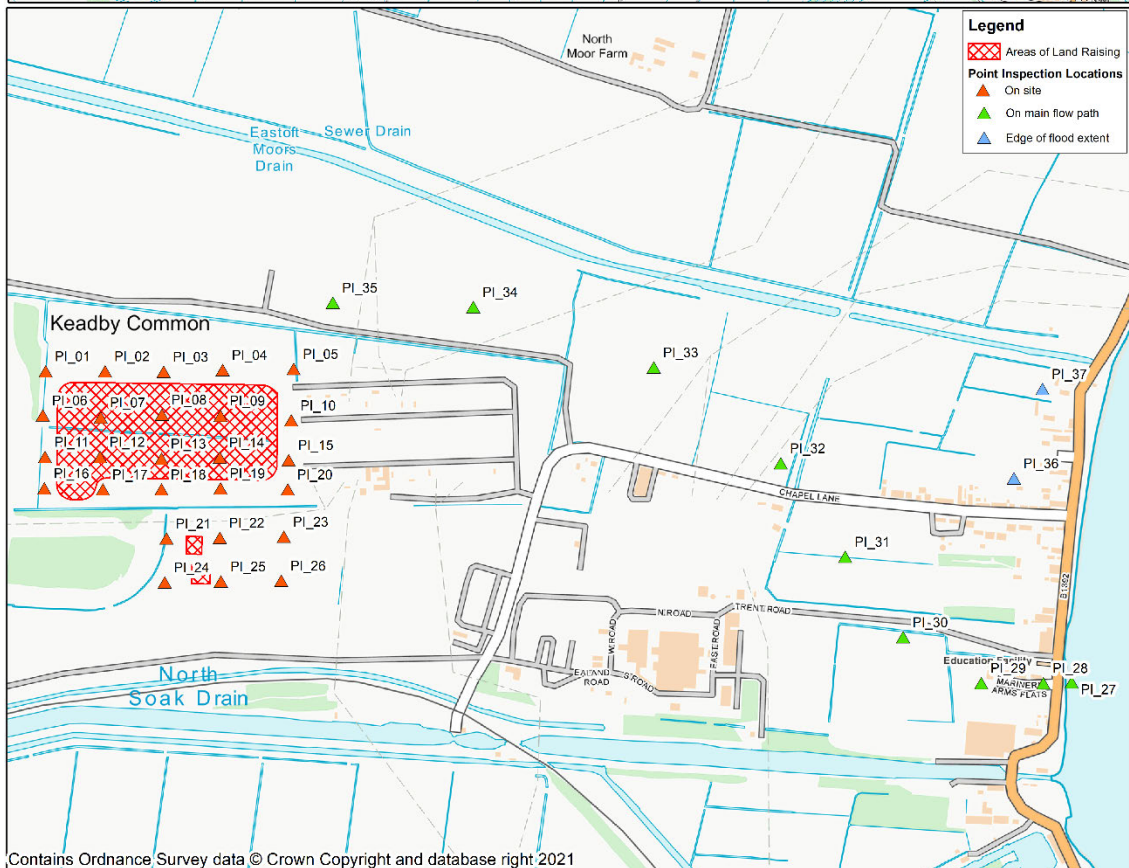 Legend
Areas of Land Raising
Point Inspection Locations
On site
On main flow path
Edge of flood extent
North
Moor Farm
Eastoft
Moors
Drain
Sewer Drain
PI_35
PI_34
Keadby Common
PI_33
PI_01
PI_02
PI_03
PI_04
PI_05
PI_37
PI_06
PI_07
PI_08
PI_09
PI_10
PI_11
PI_12
PI_13
PI_14
PI_15
PI_32
PI_36
PI_16
PI_17
PI_18
PI_19
PI_20
CHAPEL LANE
PI_21
PI_22
PI_23
PI_31
PI_24
PI_25
PI_26
B1392
N ROAD
TRENT ROAD
W ROAD
EAST ROAD
PI_30
Education Facility
North
Soak Drain
EALAND
ROAD
S ROAD
PI_29
PI_28
MARINERS
ARMS FLATS
PI_27
Contains Ordnance Survey data © Crown Copyright and database right 2021